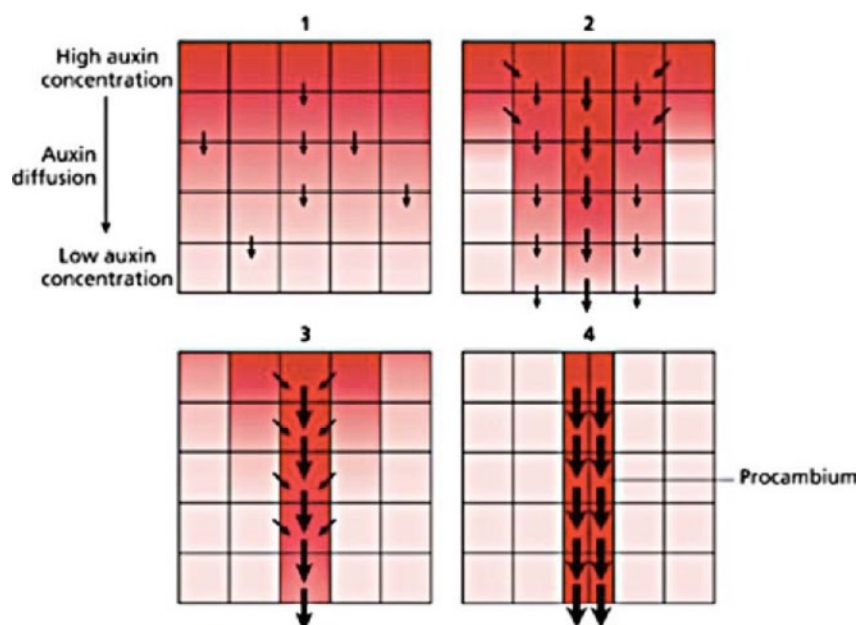 1
2
High auxin
concentration
Auxin
diffusion
Low auxin
concentration
3
4
Procambium